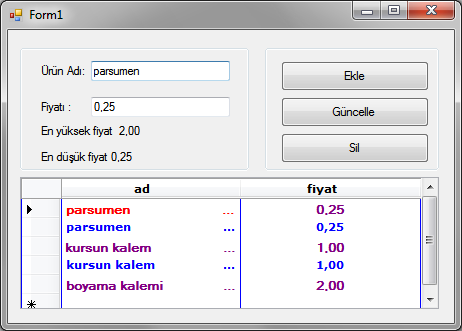 Form1
Ürün Adı: parsumen
Fiyatı : 0,25
En yüksek fiyat 2,00
En düşük fiyat 0,25
Ekle
Güncelle
Sil
ad fiyat
parsumen ... 0,25
parsumen ... 0,25
kursun kalem ... 1,00
kursun kalem ... 1,00
boyama kalemi ... 2,00